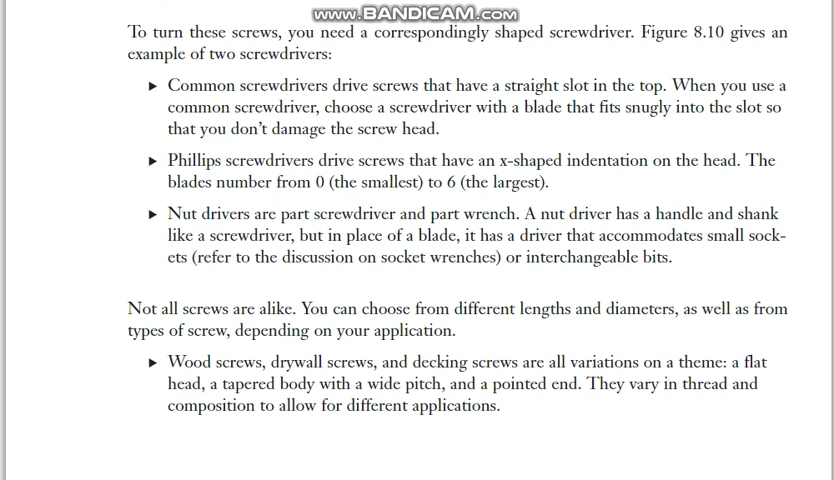 www.BANDICAM.com
To turn these screws, you need a correspondingly shaped screwdriver. Figure 8.10 gives an
example of two screwdrivers:
▶ Common screwdrivers drive screws that have a straight slot in the top. When you use a
common screwdriver, choose a screwdriver with a blade that fits snugly into the slot so
that you don't damage the screw head.
▶ Phillips screwdrivers drive screws that have an x-shaped indentation on the head. The
blades number from 0 (the smallest) to 6 (the largest).
▶ Nut drivers are part screwdriver and part wrench. A nut driver has a handle and shank
like a screwdriver, but in place of a blade, it has a driver that accommodates small sock-
ets (refer to the discussion on socket wrenches) or interchangeable bits.
Not all screws are alike. You can choose from different lengths and diameters, as well as from
types of screw, depending on your application.
▶ Wood screws, drywall screws, and decking screws are all variations on a theme: a flat
head, a tapered body with a wide pitch, and a pointed end. They vary in thread and
composition to allow for different applications.